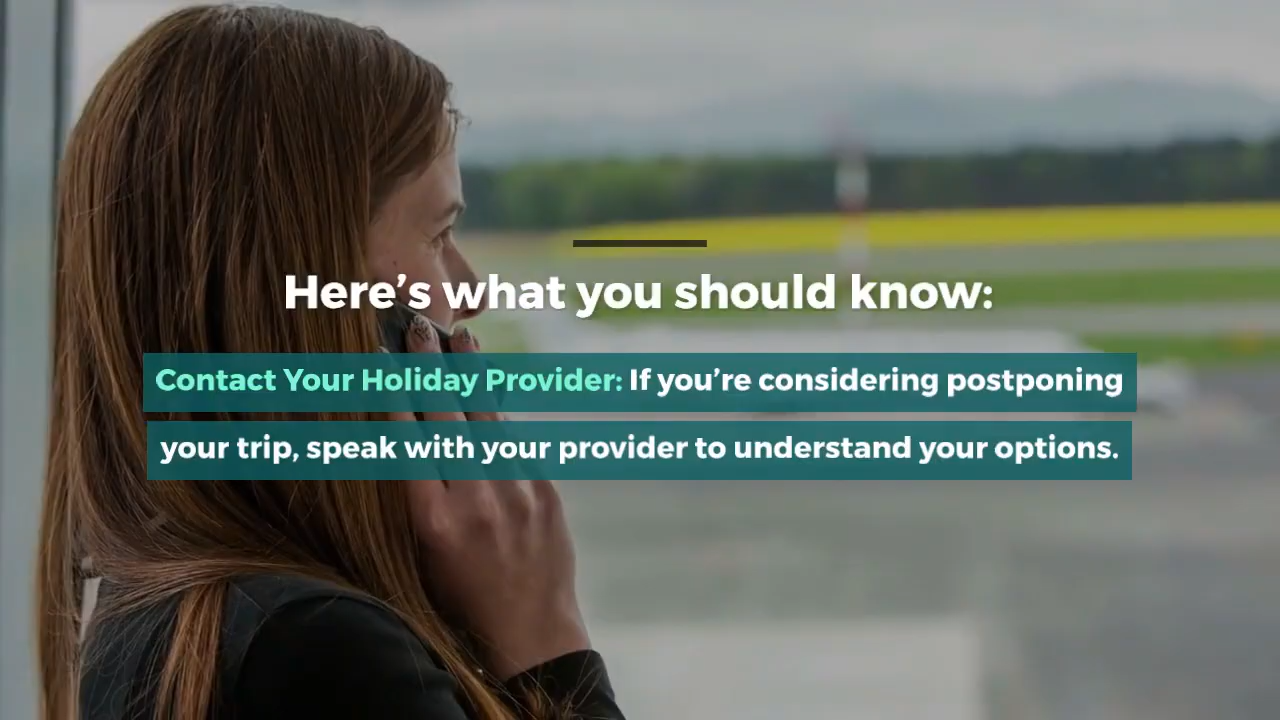 Here’s what you should know:
Contact Your Holiday Provider: If you’re considering postponing
your trip, speak with your provider to understand your options.